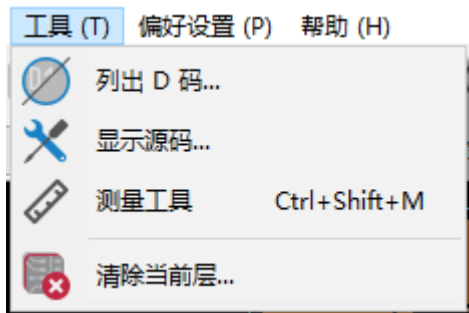 工具 (T) 偏好设置 (P) 帮助 (H)
列出 D 码...
显示源码...
测量工具 Ctrl+Shift+M
清除当前层...